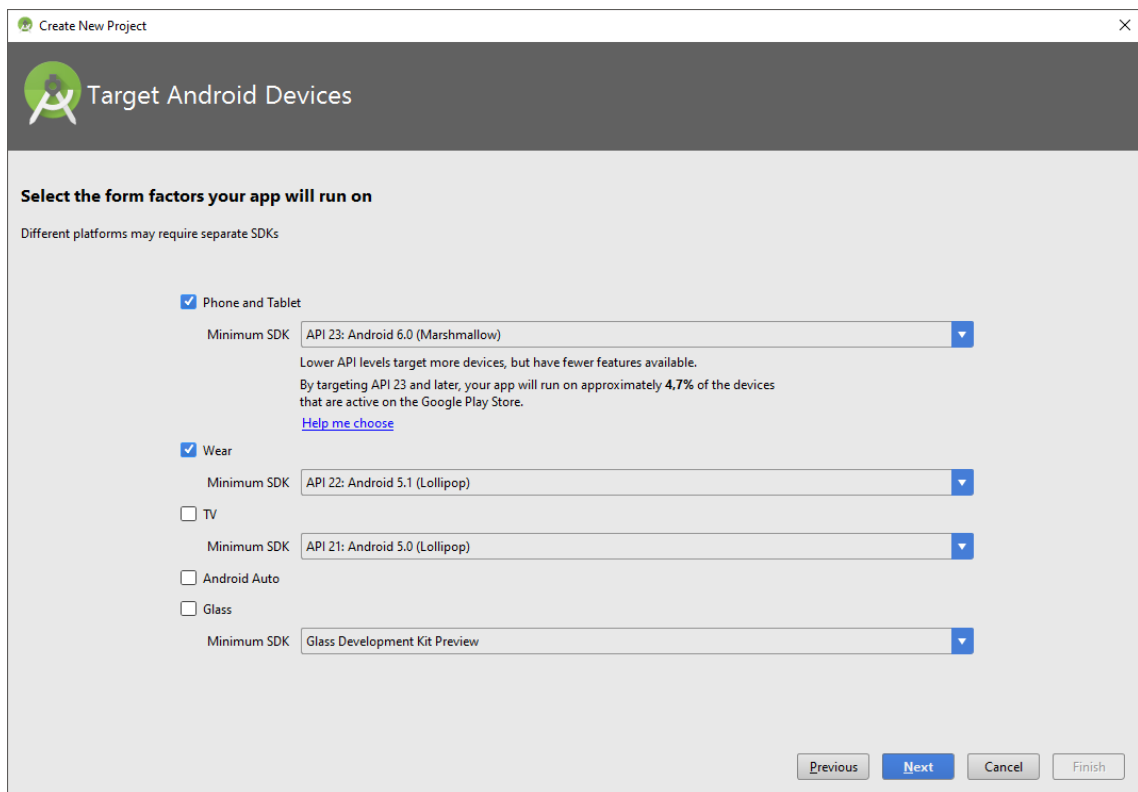 Create New Project
Target Android Devices
Select the form factors your app will run on
Different platforms may require separate SDKs
Phone and Tablet
Minimum SDK API 23: Android 6.0 (Marshmallow)
Lower API levels target more devices, but have fewer features available.
By targeting API 23 and later, your app will run on approximately 4,7% of the devices
that are active on the Google Play Store.
Help me choose
Wear
Minimum SDK API 22: Android 5.1 (Lollipop)
TV
Minimum SDK API 21: Android 5.0 (Lollipop)
Android Auto
Glass
Minimum SDK Glass Development Kit Preview
Previous Next Cancel Finish